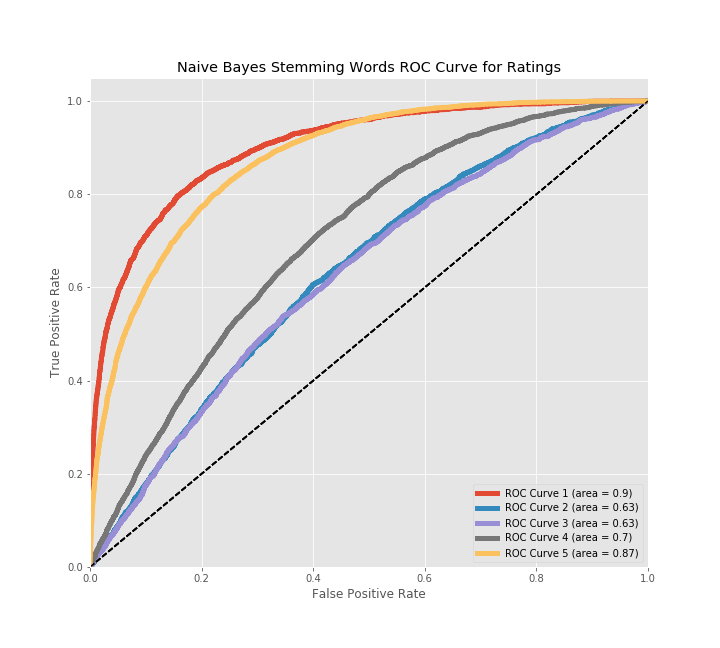 Naive Bayes Stemming Words ROC Curve for Ratings
True Positive Rate
1.0
0.8
0.6
0.4
0.2
0.0
0.0 0.2 0.4 0.6 0.8 1.0
False Positive Rate
ROC Curve 1 (area = 0.9)
ROC Curve 2 (area = 0.63)
ROC Curve 3 (area = 0.63)
ROC Curve 4 (area = 0.7)
ROC Curve 5 (area = 0.87)